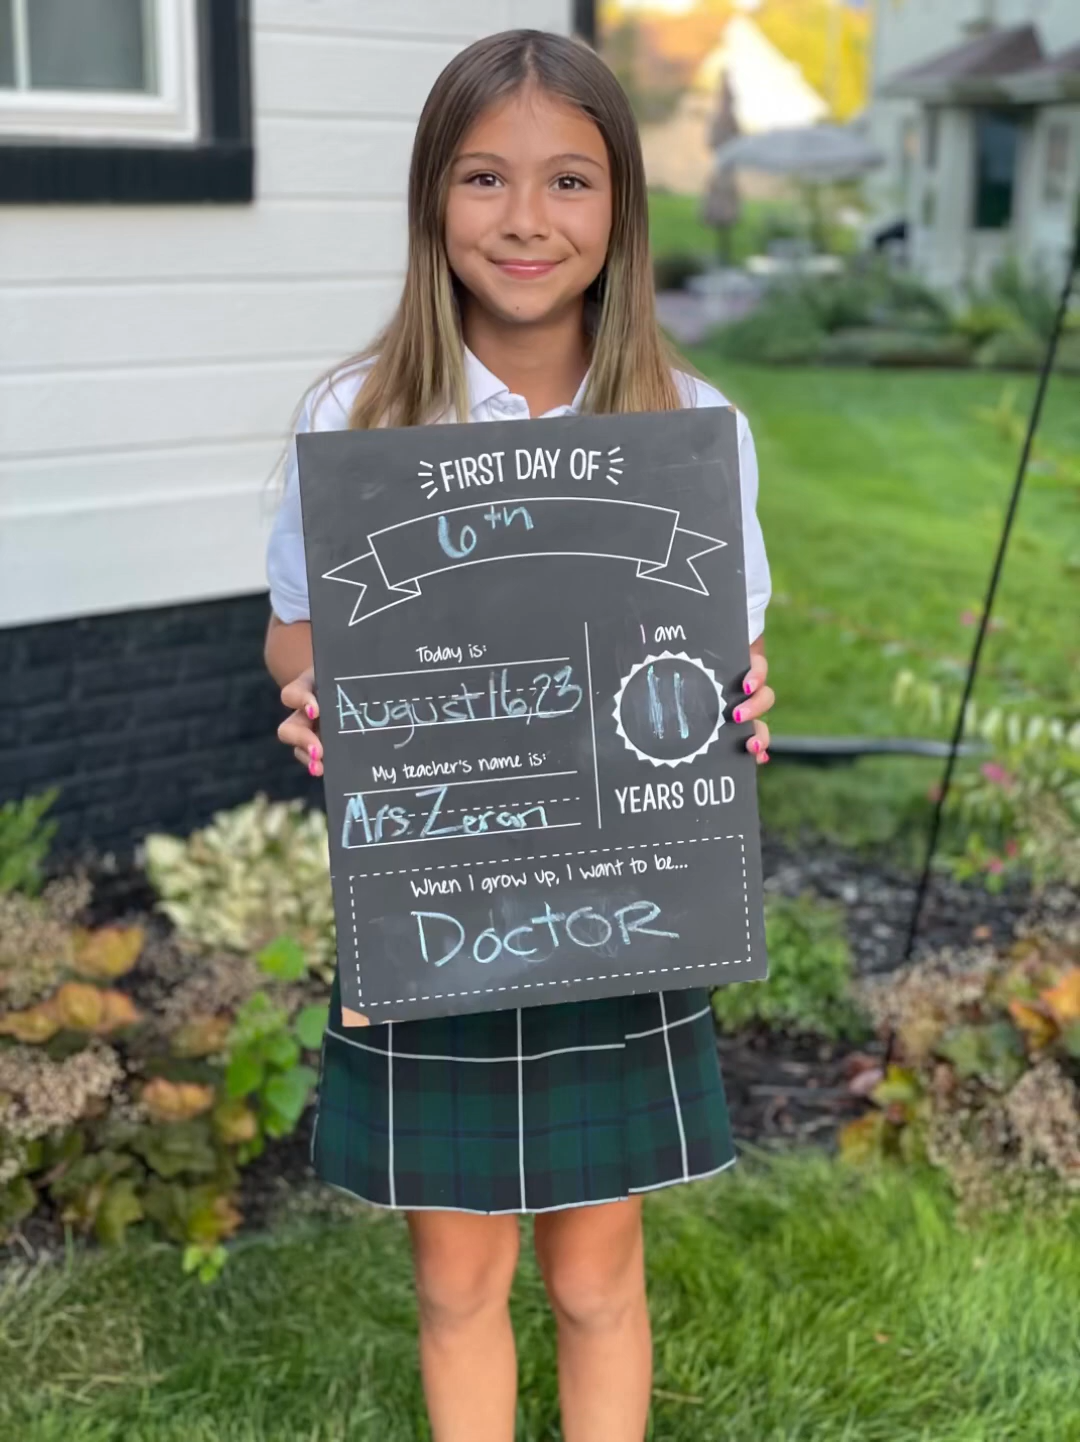 FIRST DAY OF
6th
Today is:
August 16, 23
My teacher's name is:
Mrs. Zeran
I am
11
YEARS OLD
When I grow up, I want to be...
DOCTOR